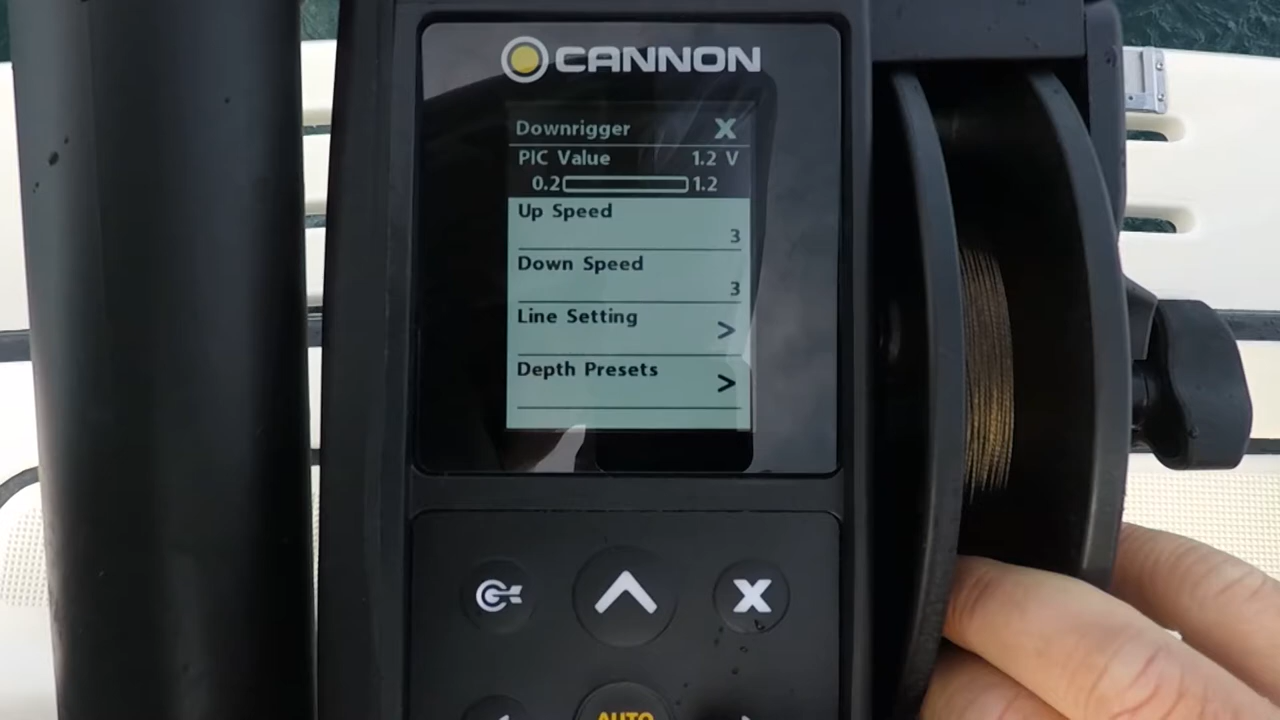 CANNON
Downrigger X
PIC Value 1.2 V
0.2 1.2
Up Speed
3
Down Speed
3
Line Setting >
Depth Presets >
X
AUTO